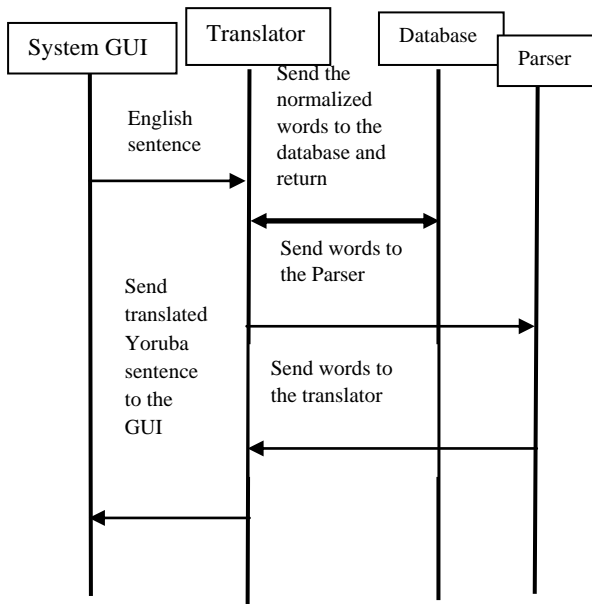 System GUI
Translator
Database
Parser
English
sentence
Send the
normalized
words to the
database and
return
Send words to
the Parser
Send
translated
Yoruba
sentence
to the
GUI
Send words to
the translator